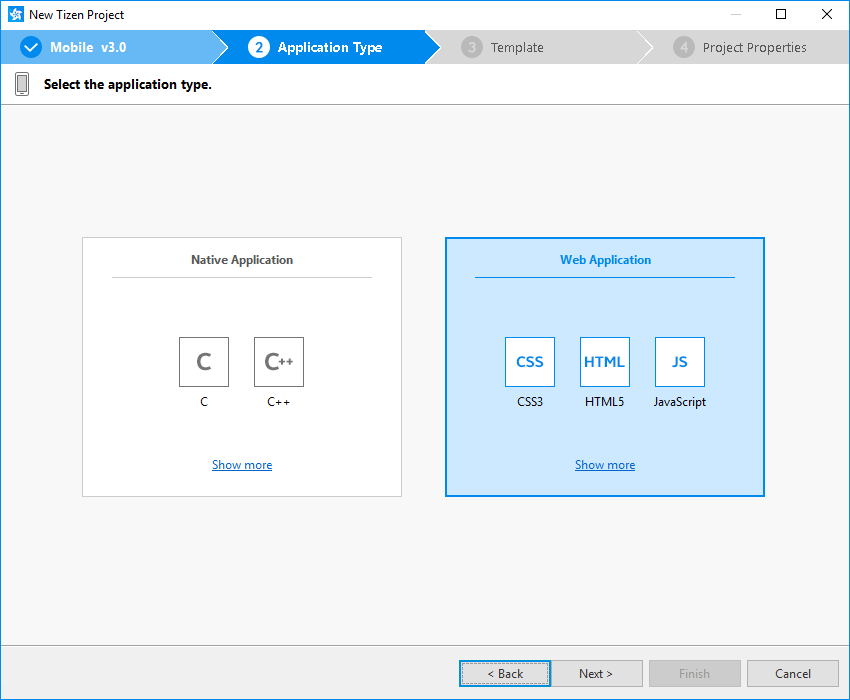 New Tizen Project
Mobile v3.0
2 Application Type
3 Template
4 Project Properties
Select the application type.
Native Application
C
C++
C
C++
Show more
Web Application
CSS
HTML
JS
CSS3
HTML5
JavaScript
Show more
< Back
Next >
Finish
Cancel